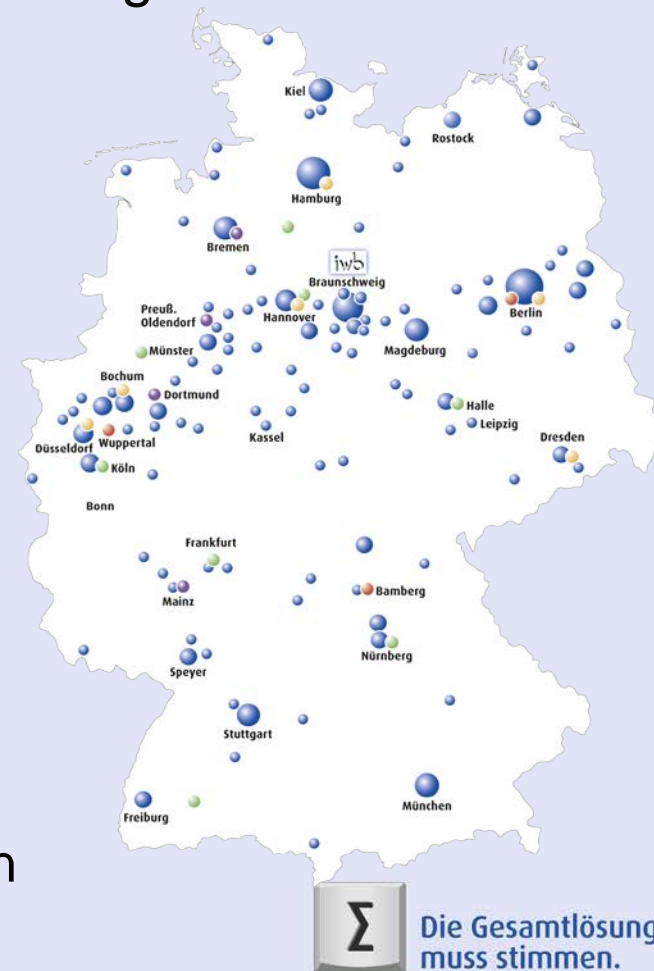 g
Kiel
Rostock
Hamburg
Bremen
iwb
Braunschweig
Hannover
Berlin
Preuß.
Oldendorf
Münster
Magdeburg
Bochum
Dortmund
Halle
Leipzig
Düsseldorf
Wuppertal
Kassel
Dresden
Köln
Bonn
Frankfurt
Mainz
Bamberg
Nürnberg
Speyer
Stuttgart
München
Freiburg
n
Σ
Die Gesamtlösung
muss stimmen.